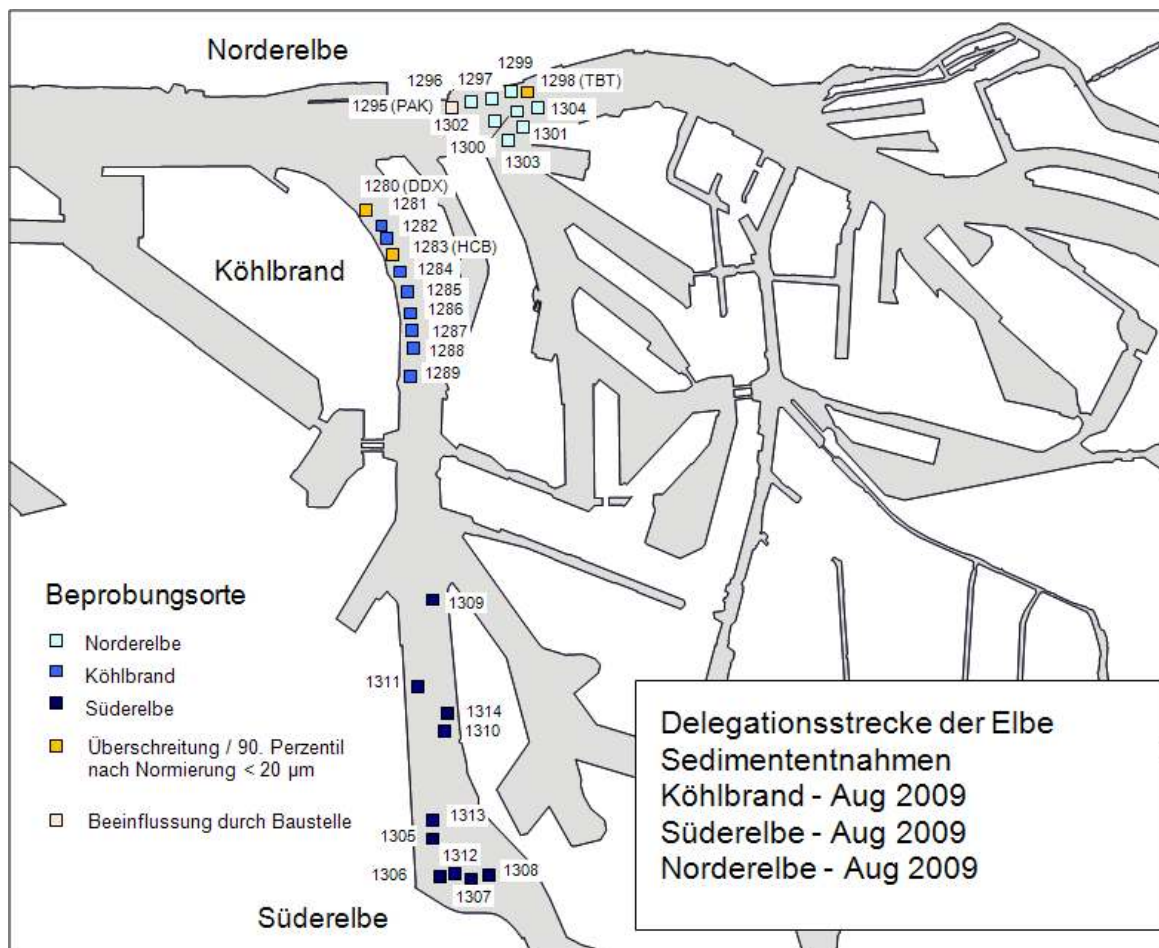 Norderelbe
1299
1297
1296
1298 (TBT)
1295 (PAK)
1304
1302
1301
1300
1303
1280 (DDX)
1281
1282
1283 (HCB)
Köhlbrand
1284
1285
1286
1287
1288
1289
Beprobungsorte
Norderelbe
Köhlbrand
Süderelbe
Überschreitung / 90. Perzentil
nach Normierung < 20 µm
Beeinflussung durch Baustelle
1309
1311
1314
1310
1313
1305
1312
1306
1308
1307
Süderelbe
Delegationsstrecke der Elbe
Sedimententnahmen
Köhlbrand - Aug 2009
Süderelbe - Aug 2009
Norderelbe - Aug 2009